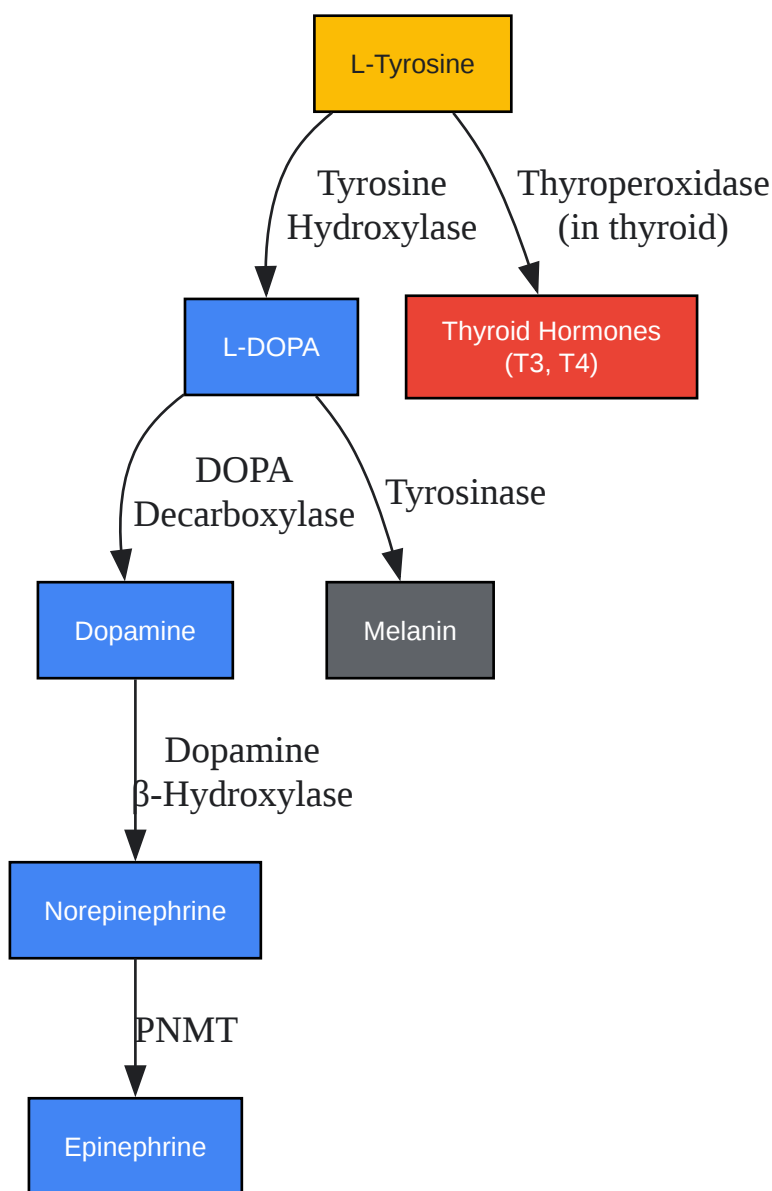 L-Tyrosine
Tyrosine
Hydroxylase
Thyroperoxidase
(in thyroid)
L-DOPA
Thyroid Hormones
(T3, T4)
DOPA
Decarboxylase
Tyrosinase
Dopamine
Melanin
Dopamine
β-Hydroxylase
Norepinephrine
PNMT
Epinephrine